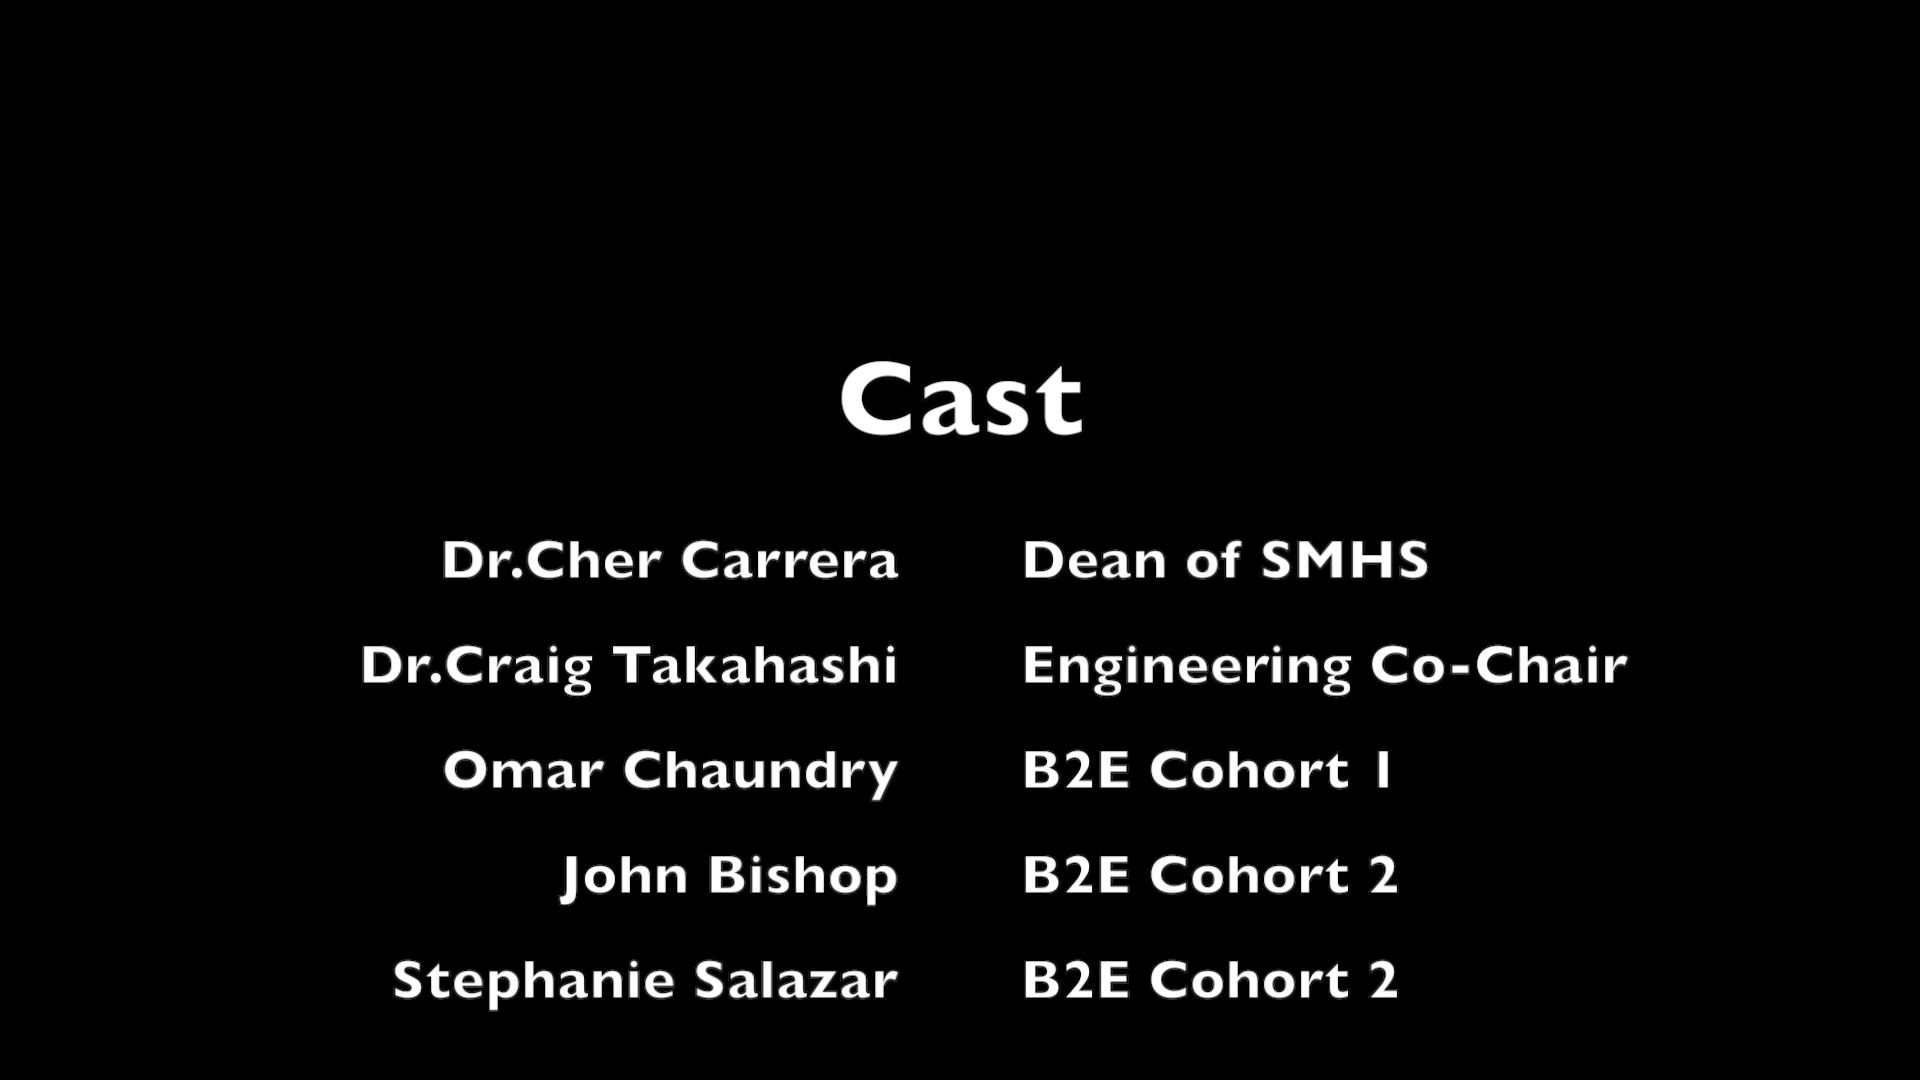 Cast
Dr.Cher Carrera Dean of SMHS
Dr.Craig Takahashi Engineering Co-Chair
Omar Chaundry B2E Cohort 1
John Bishop B2E Cohort 2
Stephanie Salazar B2E Cohort 2